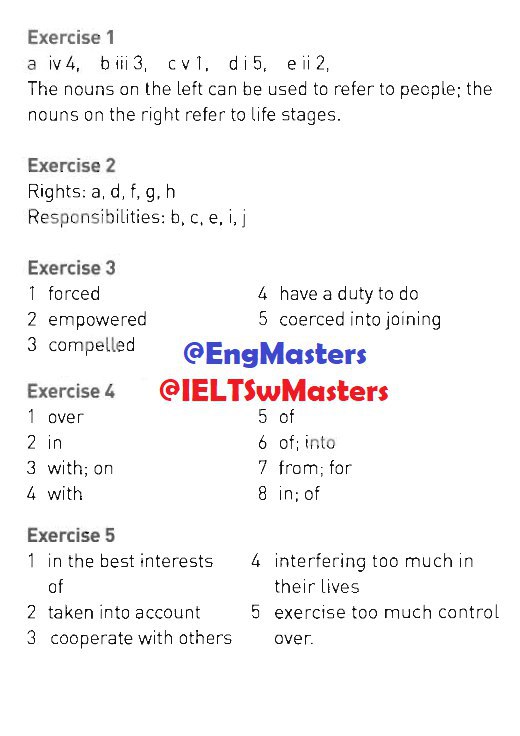 Exercise 1
a iv 4, b iii 3, c v 1, d i 5, e ii 2,
The nouns on the left can be used to refer to people; the
nouns on the right refer to life stages.
Exercise 2
Rights: a, d, f, g, h
Responsibilities: b, c, e, i, j
Exercise 3
1 forced
2 empowered
3 compelled
4 have a duty to do
5 coerced into joining
@EngMasters
@IELTSwMasters
Exercise 4
1 over
2 in
3 with; on
4 with
5 of
6 of; into
7 from; for
8 in; of
Exercise 5
1 in the best interests
of
2 taken into account
3 cooperate with others
4 interfering too much in
their lives
5 exercise too much control
over.